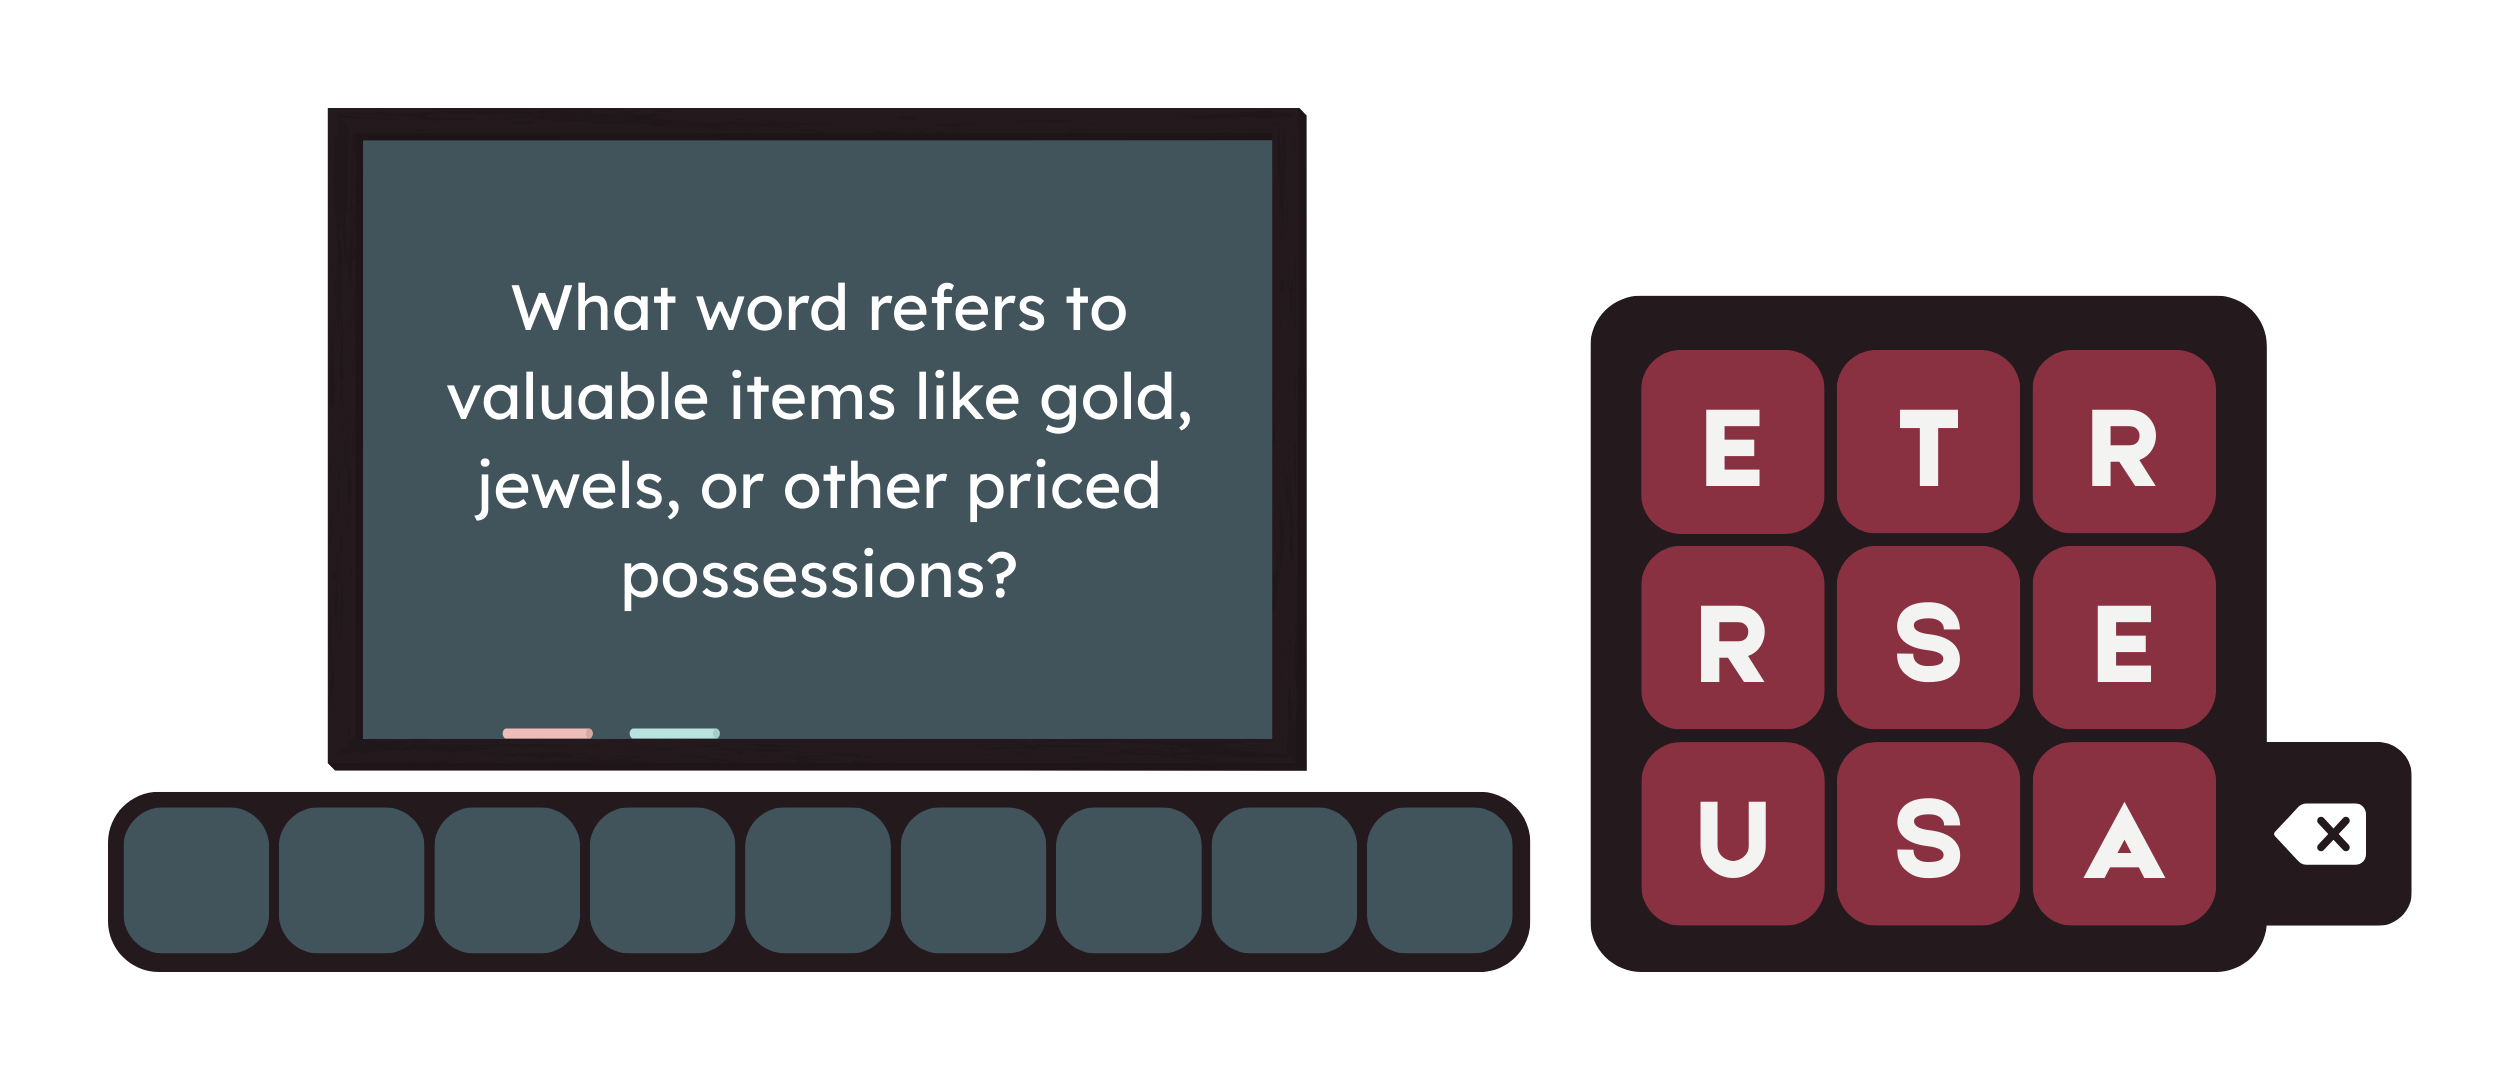 What word refers to
valuable items like gold,
jewels, or other priced
possessions?
E T R
R S E
U S A